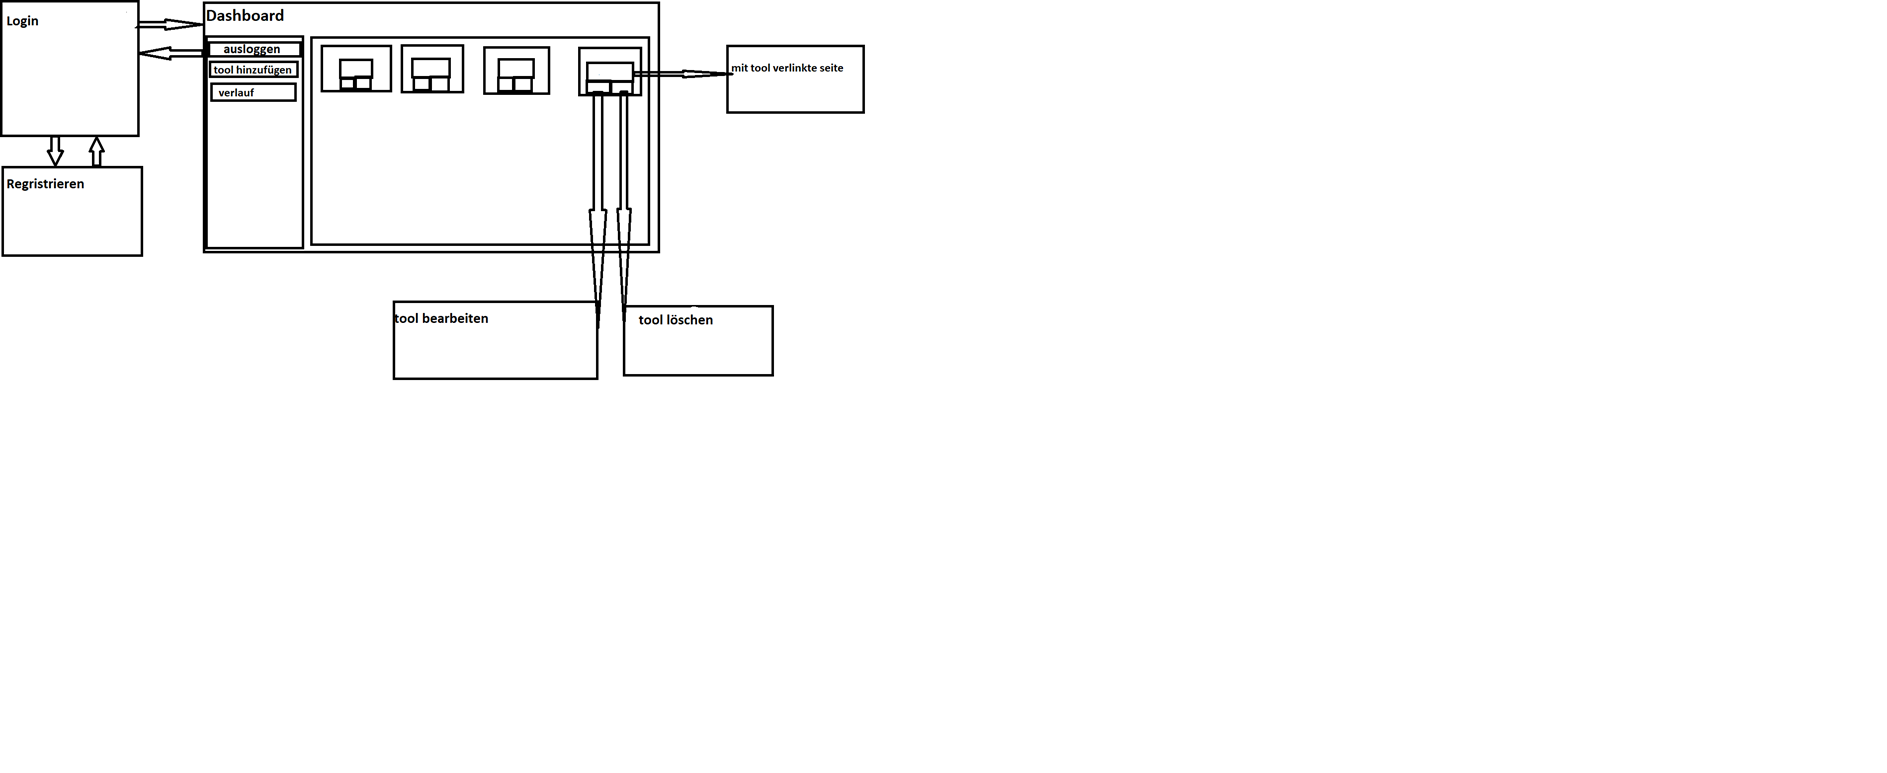 Login
Dashboard
ausloggen
tool hinzufügen
verlauf
mit tool verlinkte seite
Regristrieren
tool bearbeiten
tool löschen